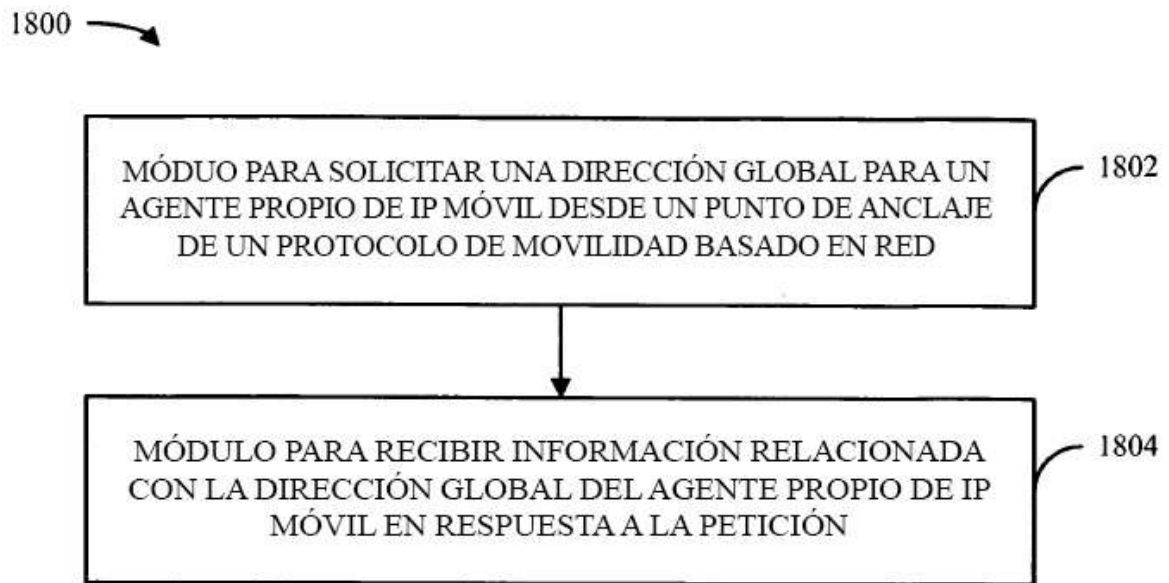 1800
MÓDUO PARA SOLICITAR UNA DIRECCIÓN GLOBAL PARA UN
AGENTE PROPIO DE IP MÓVIL DESDE UN PUNTO DE ANCLAJE
DE UN PROTOCOLO DE MOVILIDAD BASADO EN RED
1802
MÓDULO PARA RECIBIR INFORMACIÓN RELACIONADA
CON LA DIRECCIÓN GLOBAL DEL AGENTE PROPIO DE IP
MÓVIL EN RESPUESTA A LA PETICIÓN
1804